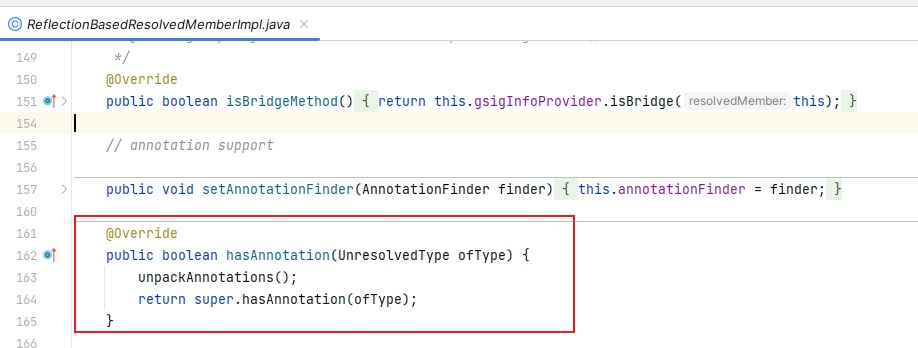 ReflectionBasedResolvedMemberImpl.java
149 */
150 @Override
151 public boolean isBridgeMethod() { return this.gsigInfoProvider.isBridge( resolvedMember: this); }
154
155 // annotation support
156
157 public void setAnnotationFinder(AnnotationFinder finder) { this.annotationFinder = finder; }
160
161 @Override
162 public boolean hasAnnotation(UnresolvedType ofType) {
163 unpackAnnotations();
164 return super.hasAnnotation(ofType);
165 }
166